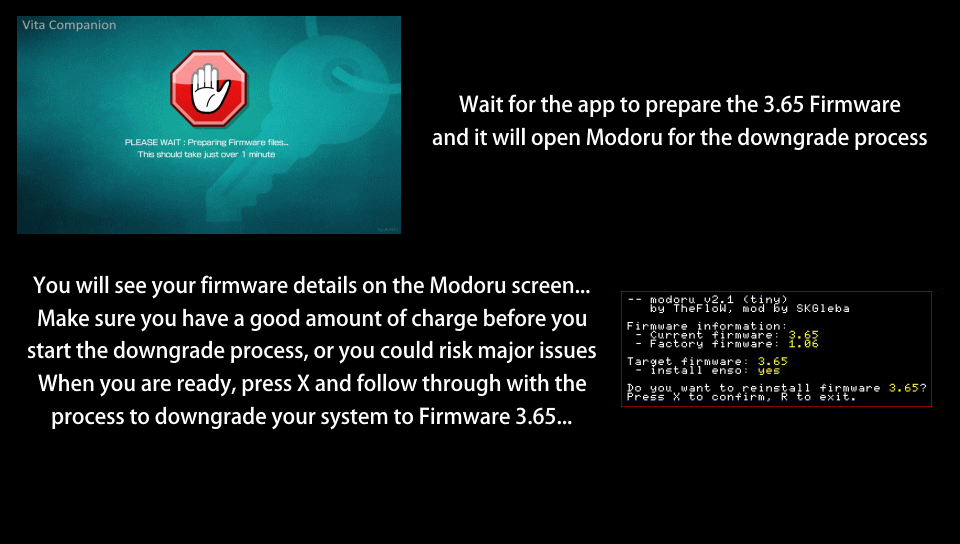 Vita Companion
PLEASE WAIT : Preparing Firmware files...
This should take just over 1 minute
Wait for the app to prepare the 3.65 Firmware
and it will open Modoru for the downgrade process
You will see your firmware details on the Modoru screen...
Make sure you have a good amount of charge before you
start the downgrade process, or you could risk major issues
When you are ready, press X and follow through with the
process to downgrade your system to Firmware 3.65...
-- modoru v2.1 (tiny)
by TheFloW, mod by SKGleba
Firmware information:
- Current firmware: 3.65
- Factory firmware: 1.06
Target firmware: 3.65
- install enso: yes
Do you want to reinstall firmware 3.65?
Press X to confirm, R to exit.